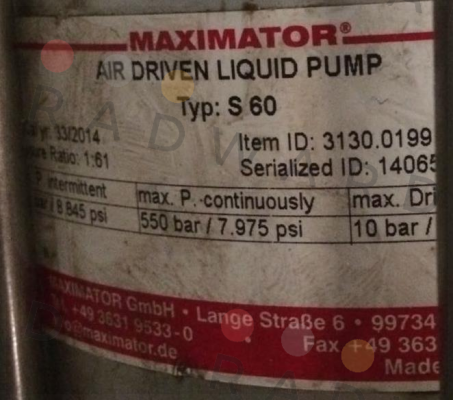 MAXIMATOR®
AIR DRIVEN LIQUID PUMP
Typ: S 60
33/2014
Item ID: 3130.0199
Ratio: 1:61
Serialized ID: 14065
P. intermittent
max. P. continuously
max. Dri
/ 8.845 psi
550 bar / 7.975 psi
10 bar /
MAXIMATOR GmbH • Lange Straße 6 • 99734
+49 3631 9533-0
Fax +49 363
@maximator.de
Made